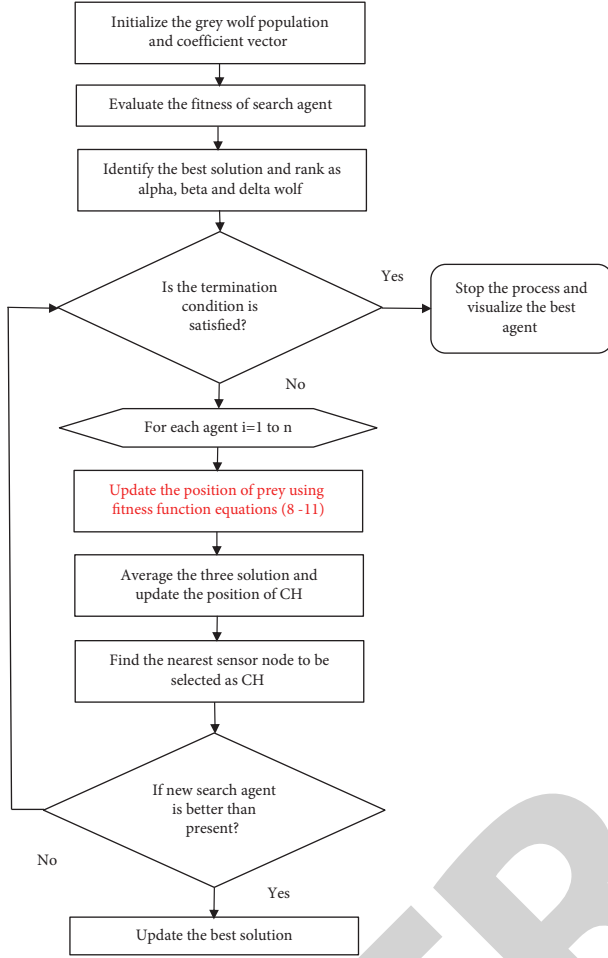 Initialize the grey wolf population
and coefficient vector
Evaluate the fitness of search agent
Identify the best solution and rank as
alpha, beta and delta wolf
Is the termination
condition is
satisfied?
Yes
Stop the process and
visualize the best
agent
No
For each agent i=1 to n
Update the position of prey using
fitness function equations (8 -11)
Average the three solution and
update the position of CH
Find the nearest sensor node to be
selected as CH
If new search agent
is better than
present?
No
Yes
Update the best solution